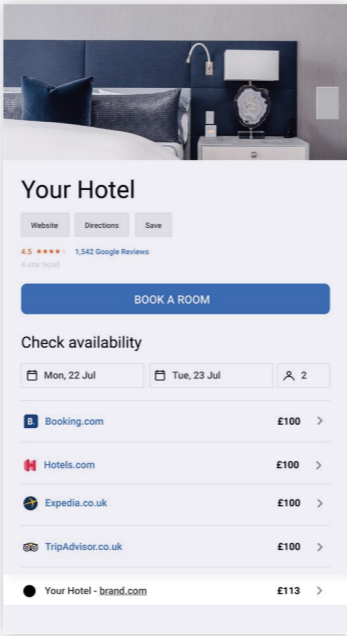 Your Hotel
Website Directions Save
4.5 1,542 Google Reviews
4-star hotel
BOOK A ROOM
Check availability
Mon, 22 Jul Tue, 23 Jul 2
B. Booking.com £100
H Hotels.com £100
Expedia.co.uk £100
TripAdvisor.co.uk £100
Your Hotel - brand.com £113